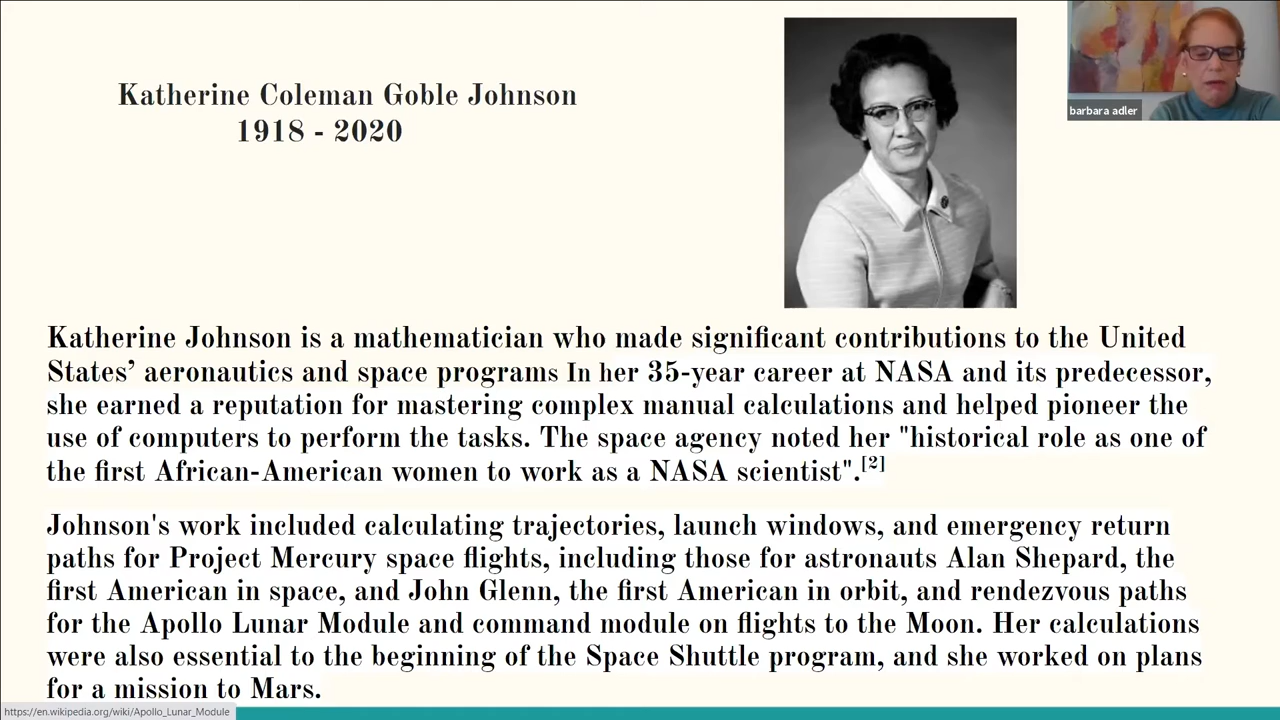 Katherine Coleman Goble Johnson
1918 - 2020
barbara adler
Katherine Johnson is a mathematician who made significant contributions to the United
States’ aeronautics and space programs In her 35-year career at NASA and its predecessor,
she earned a reputation for mastering complex manual calculations and helped pioneer the
use of computers to perform the tasks. The space agency noted her "historical role as one of
the first African-American women to work as a NASA scientist".[2]
Johnson's work included calculating trajectories, launch windows, and emergency return
paths for Project Mercury space flights, including those for astronauts Alan Shepard, the
first American in space, and John Glenn, the first American in orbit, and rendezvous paths
for the Apollo Lunar Module and command module on flights to the Moon. Her calculations
were also essential to the beginning of the Space Shuttle program, and she worked on plans
for a mission to Mars.
https://en.wikipedia.org/wiki/Apollo_Lunar_Module